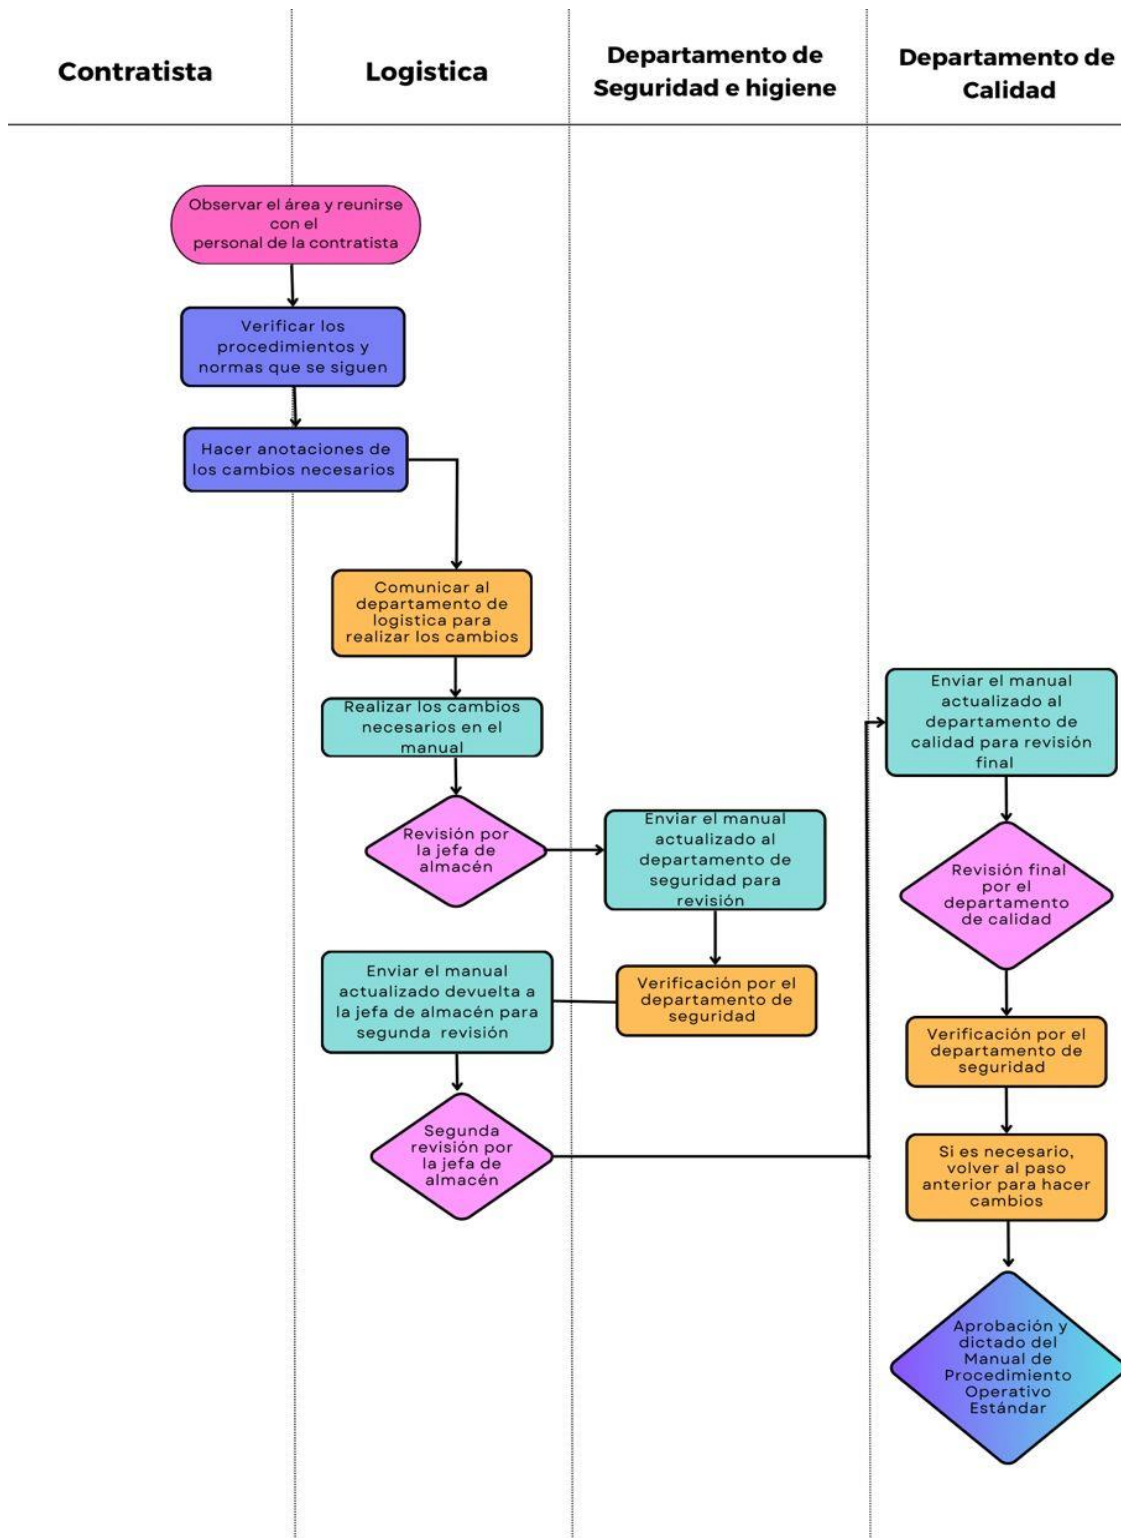 Contratista
Logistica
Departamento de
Seguridad e higiene
Departamento de
Calidad
Observar el área y reunirse
con el
personal de la contratista
Verificar los
procedimientos y
normas que se siguen
Hacer anotaciones de
los cambios necesarios
Comunicar al
departamento de
logistica para
realizar los cambios
Realizar los cambios
necesarios en el
manual
Revisión por
la jefa de
almacén
Enviar el manual
actualizado al
departamento de
seguridad para
revisión
Verificación por el
departamento de
seguridad
Enviar el manual
actualizado devuelta a
la jefa de almacén para
segunda revisión
Segunda
revisión por
la jefa de
almacén
Enviar el manual
actualizado al
departamento de
calidad para revisión
final
Revisión final
por el
departamento
de calidad
Verificación por el
departamento de
seguridad
Si es necesario,
volver al paso
anterior para hacer
cambios
Aprobación y
dictado del
Manual de
Procedimiento
Operativo
Estándar